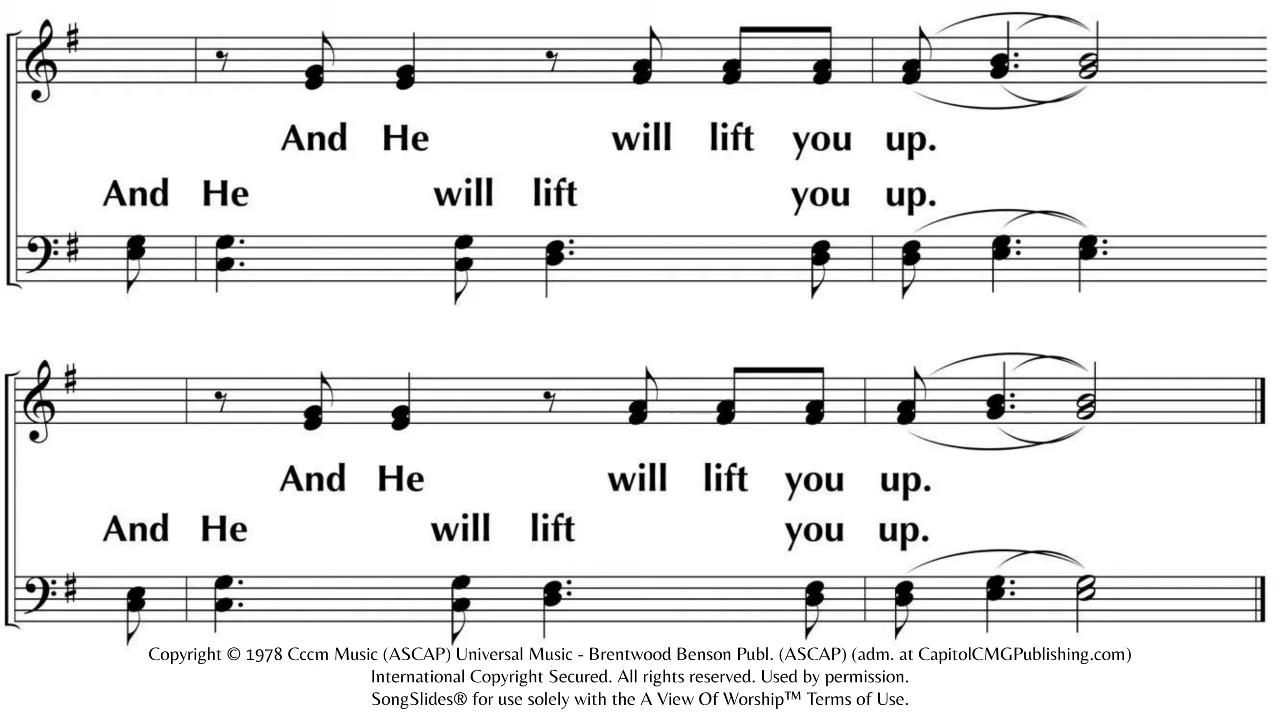 And He will lift you up.
And He will lift you up.
And He will lift you up.
And He will lift you up.
Copyright © 1978 Cccm Music (ASCAP) Universal Music - Brentwood Benson Publ. (ASCAP) (adm. at CapitolCMGPublishing.com)
International Copyright Secured. All rights reserved. Used by permission.
SongSlides® for use solely with the A View Of Worship™ Terms of Use.